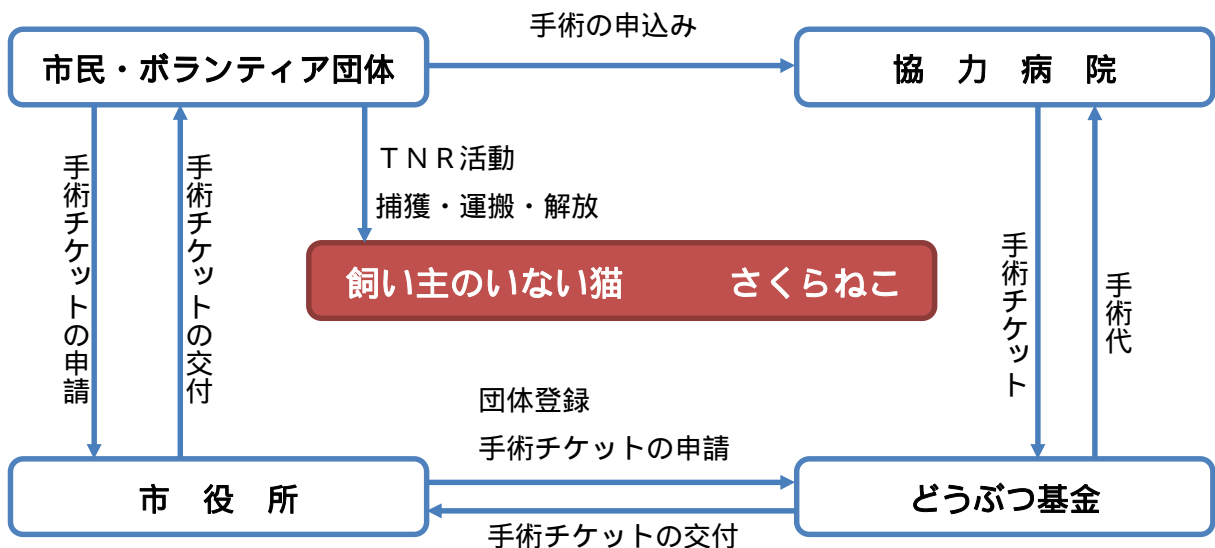 手術の申込み
市民・ボランティア団体
協　力　病　院
ＴＮＲ活動
捕獲・運搬・解放
手術チケットの申請
手術チケットの交付
飼い主のいない猫　　　さくらねこ
手術チケット
手術代
団体登録
手術チケットの申請
市　役　所
どうぶつ基金
手術チケットの交付